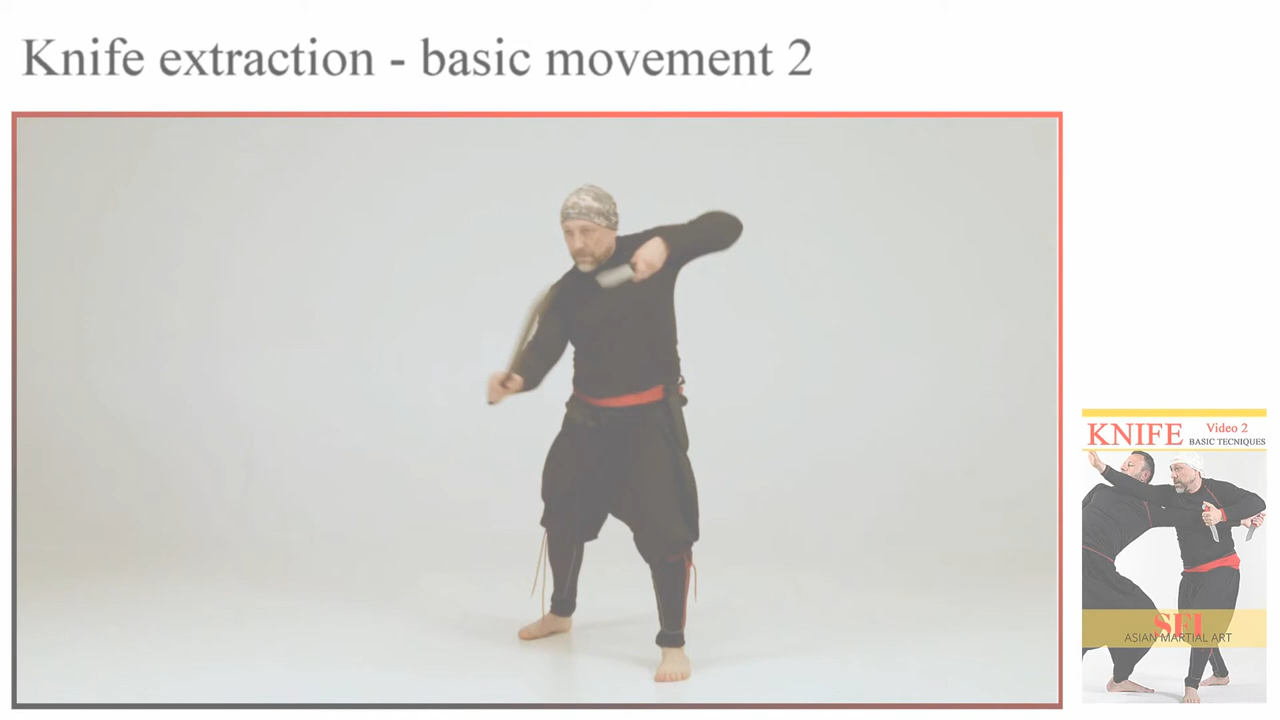 Knife extraction - basic movement 2
KNIFE
Video 2
BASIC TECNIQUES
SFI
ASIAN MARTIAL ART